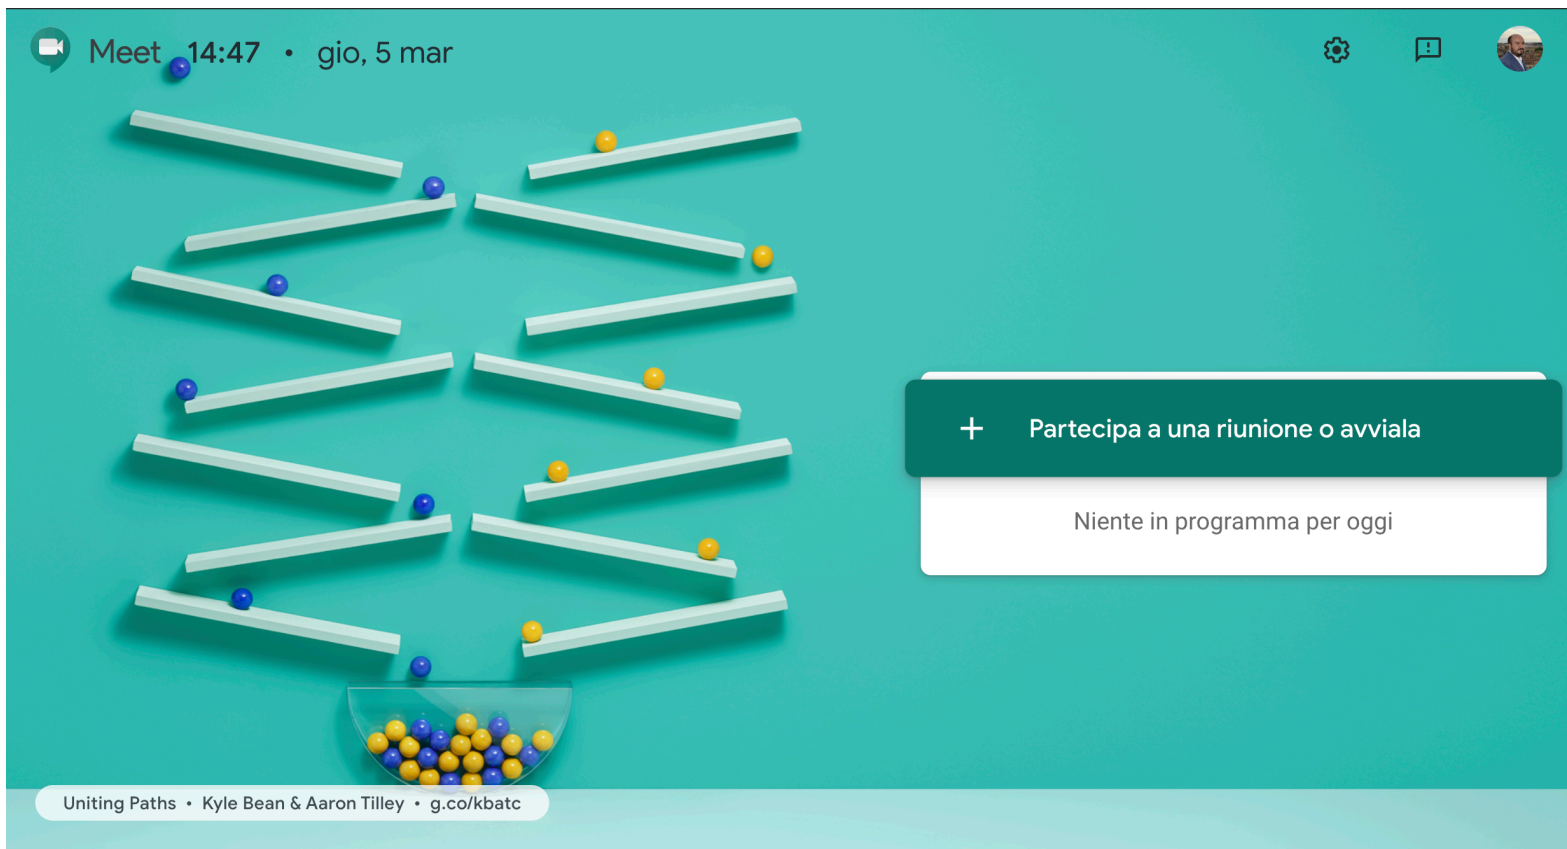 Meet 14:47 • gio, 5 mar
Partecipa a una riunione o avviala
Niente in programma per oggi
Uniting Paths • Kyle Bean & Aaron Tilley • g.co/kbatc